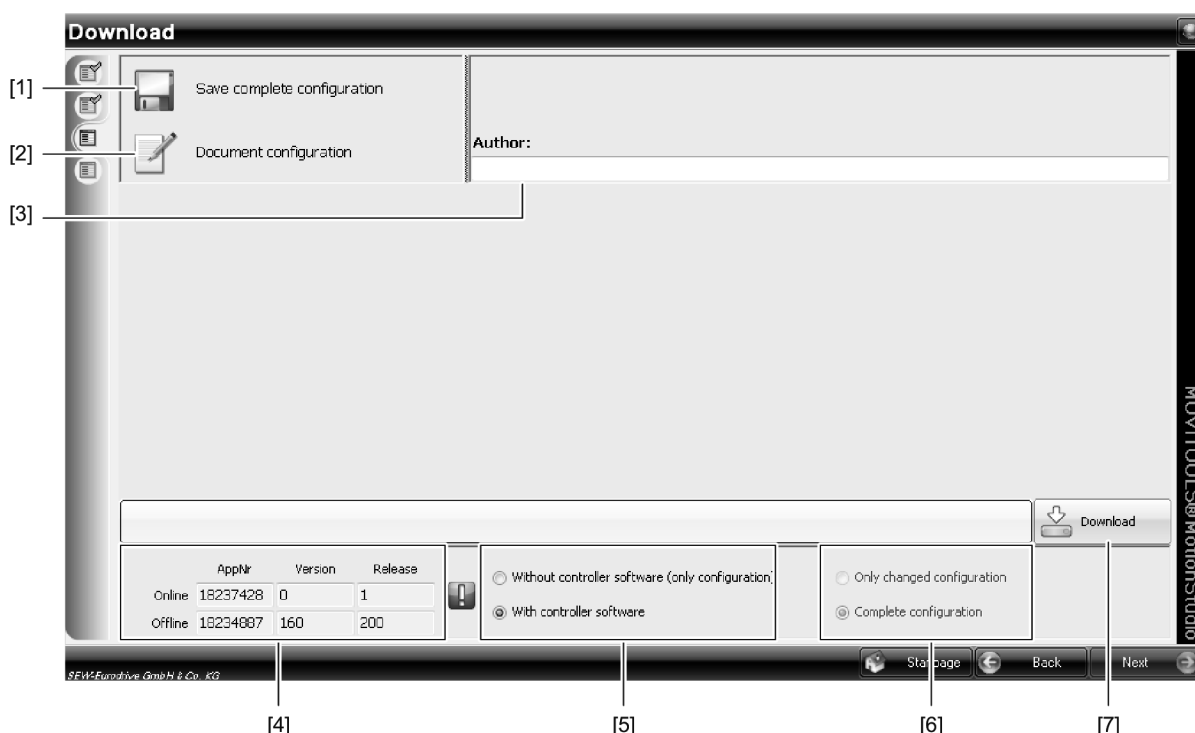 Download
[1]
Save complete configuration
[2]
Document configuration
Author:
[3]
MOVITOOLS®MotionStudio
Download
AppNr Version Release
Online 18237428 0 1
Offline 18234887 160 200
Without controller software (only configuration)
With controller software
Only changed configuration
Complete configuration
Startpage Back Next
SEW-Eurodrive GmbH & Co. KG
[4] [5] [6] [7]